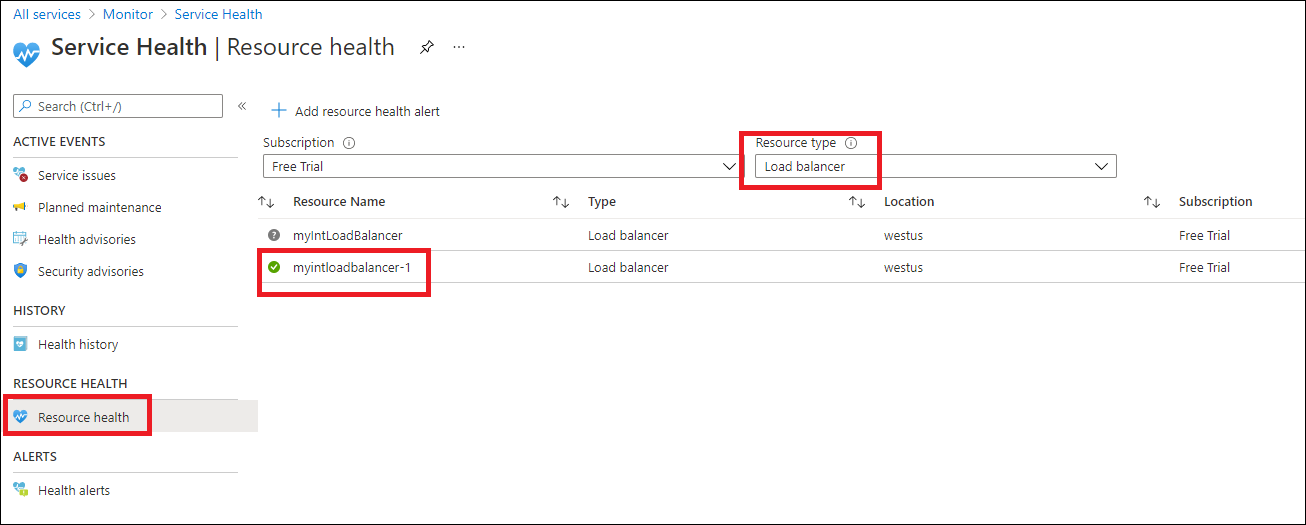 All services > Monitor > Service Health
Service Health | Resource health ...
Search (Ctrl+/) «
ACTIVE EVENTS
Service issues
Planned maintenance
Health advisories
Security advisories
HISTORY
Health history
RESOURCE HEALTH
Resource health
ALERTS
Health alerts
+ Add resource health alert
Subscription Resource type
Free Trial Load balancer
Resource Name Type Location Subscription
myIntLoadBalancer Load balancer westus Free Trial
myintloadbalancer-1 Load balancer westus Free Trial